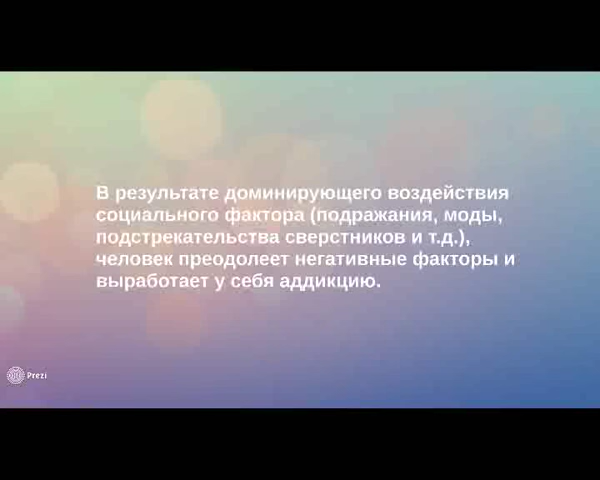 В результате доминирующего воздействия
социального фактора (подражания, моды,
подстрекательства сверстников и т.д.),
человек преодолеет негативные факторы и
выработает у себя аддикцию.
Prezi